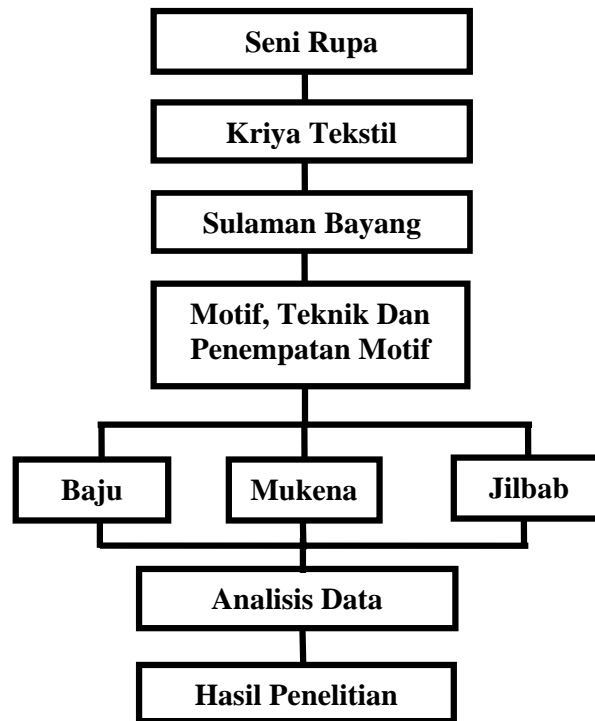 Seni Rupa
Kriya Tekstil
Sulaman Bayang
Motif, Teknik Dan
Penempatan Motif
Baju
Mukena
Jilbab
Analisis Data
Hasil Penelitian